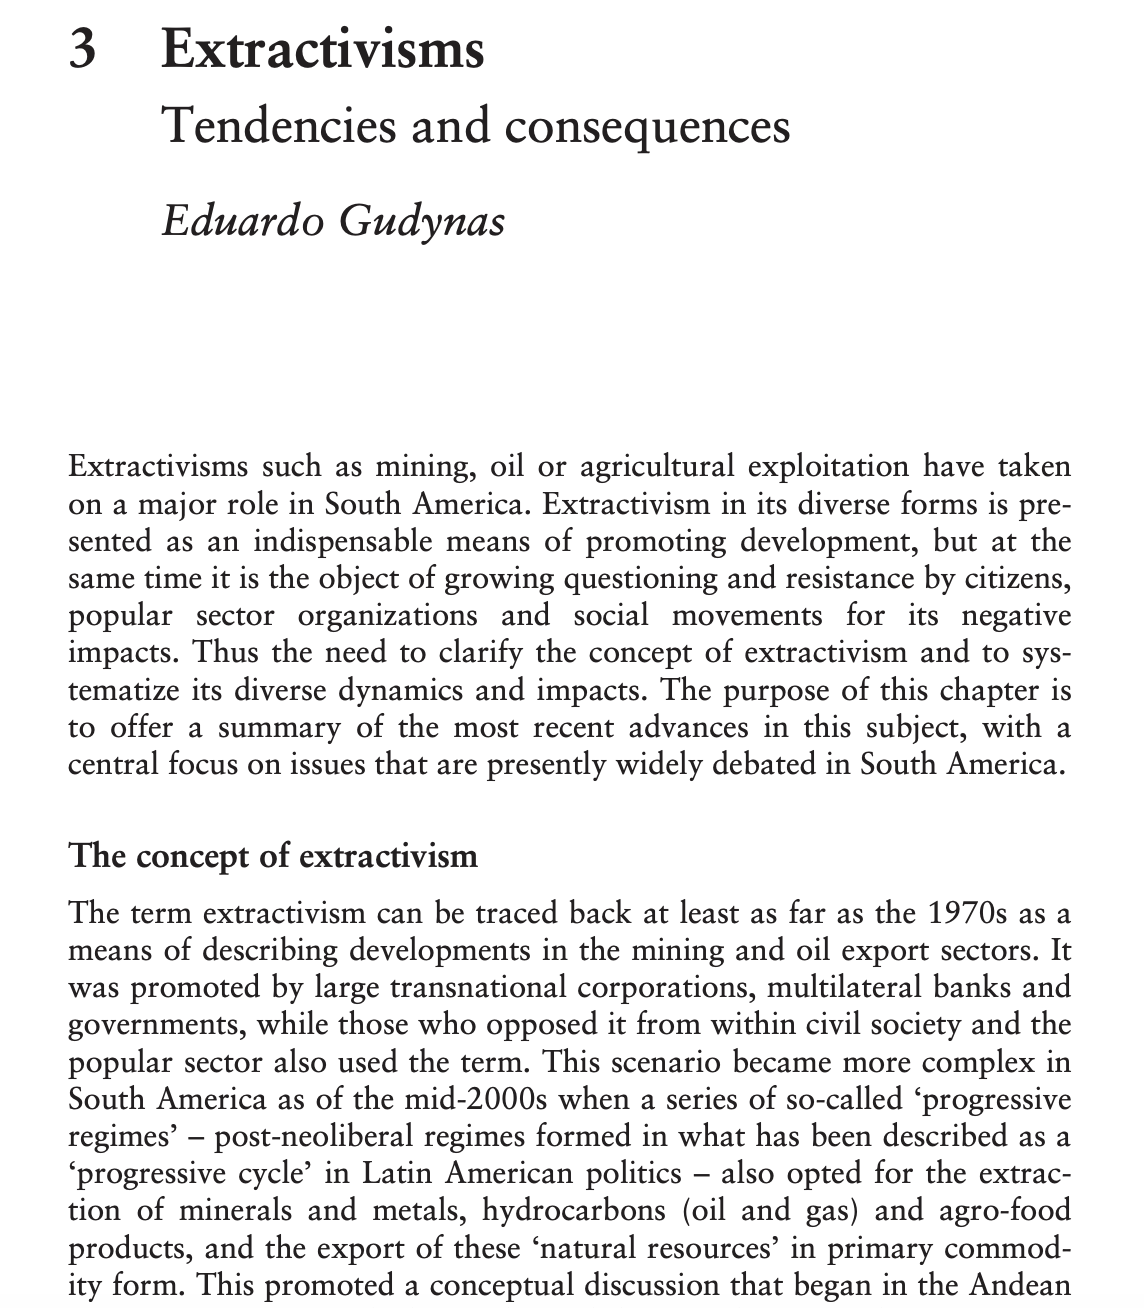 3 Extractivisms
Tendencies and consequences
Eduardo Gudynas
Extractivisms such as mining, oil or agricultural exploitation have taken
on a major role in South America. Extractivism in its diverse forms is pre-
sented as an indispensable means of promoting development, but at the
same time it is the object of growing questioning and resistance by citizens,
popular sector organizations and social movements for its negative
impacts. Thus the need to clarify the concept of extractivism and to sys-
tematize its diverse dynamics and impacts. The purpose of this chapter is
to offer a summary of the most recent advances in this subject, with a
central focus on issues that are presently widely debated in South America.
The concept of extractivism
The term extractivism can be traced back at least as far as the 1970s as a
means of describing developments in the mining and oil export sectors. It
was promoted by large transnational corporations, multilateral banks and
governments, while those who opposed it from within civil society and the
popular sector also used the term. This scenario became more complex in
South America as of the mid-2000s when a series of so-called ‘progressive
regimes’ – post-neoliberal regimes formed in what has been described as a
‘progressive cycle’ in Latin American politics – also opted for the extrac-
tion of minerals and metals, hydrocarbons (oil and gas) and agro-food
products, and the export of these ‘natural resources’ in primary commod-
ity form. This promoted a conceptual discussion that began in the Andean